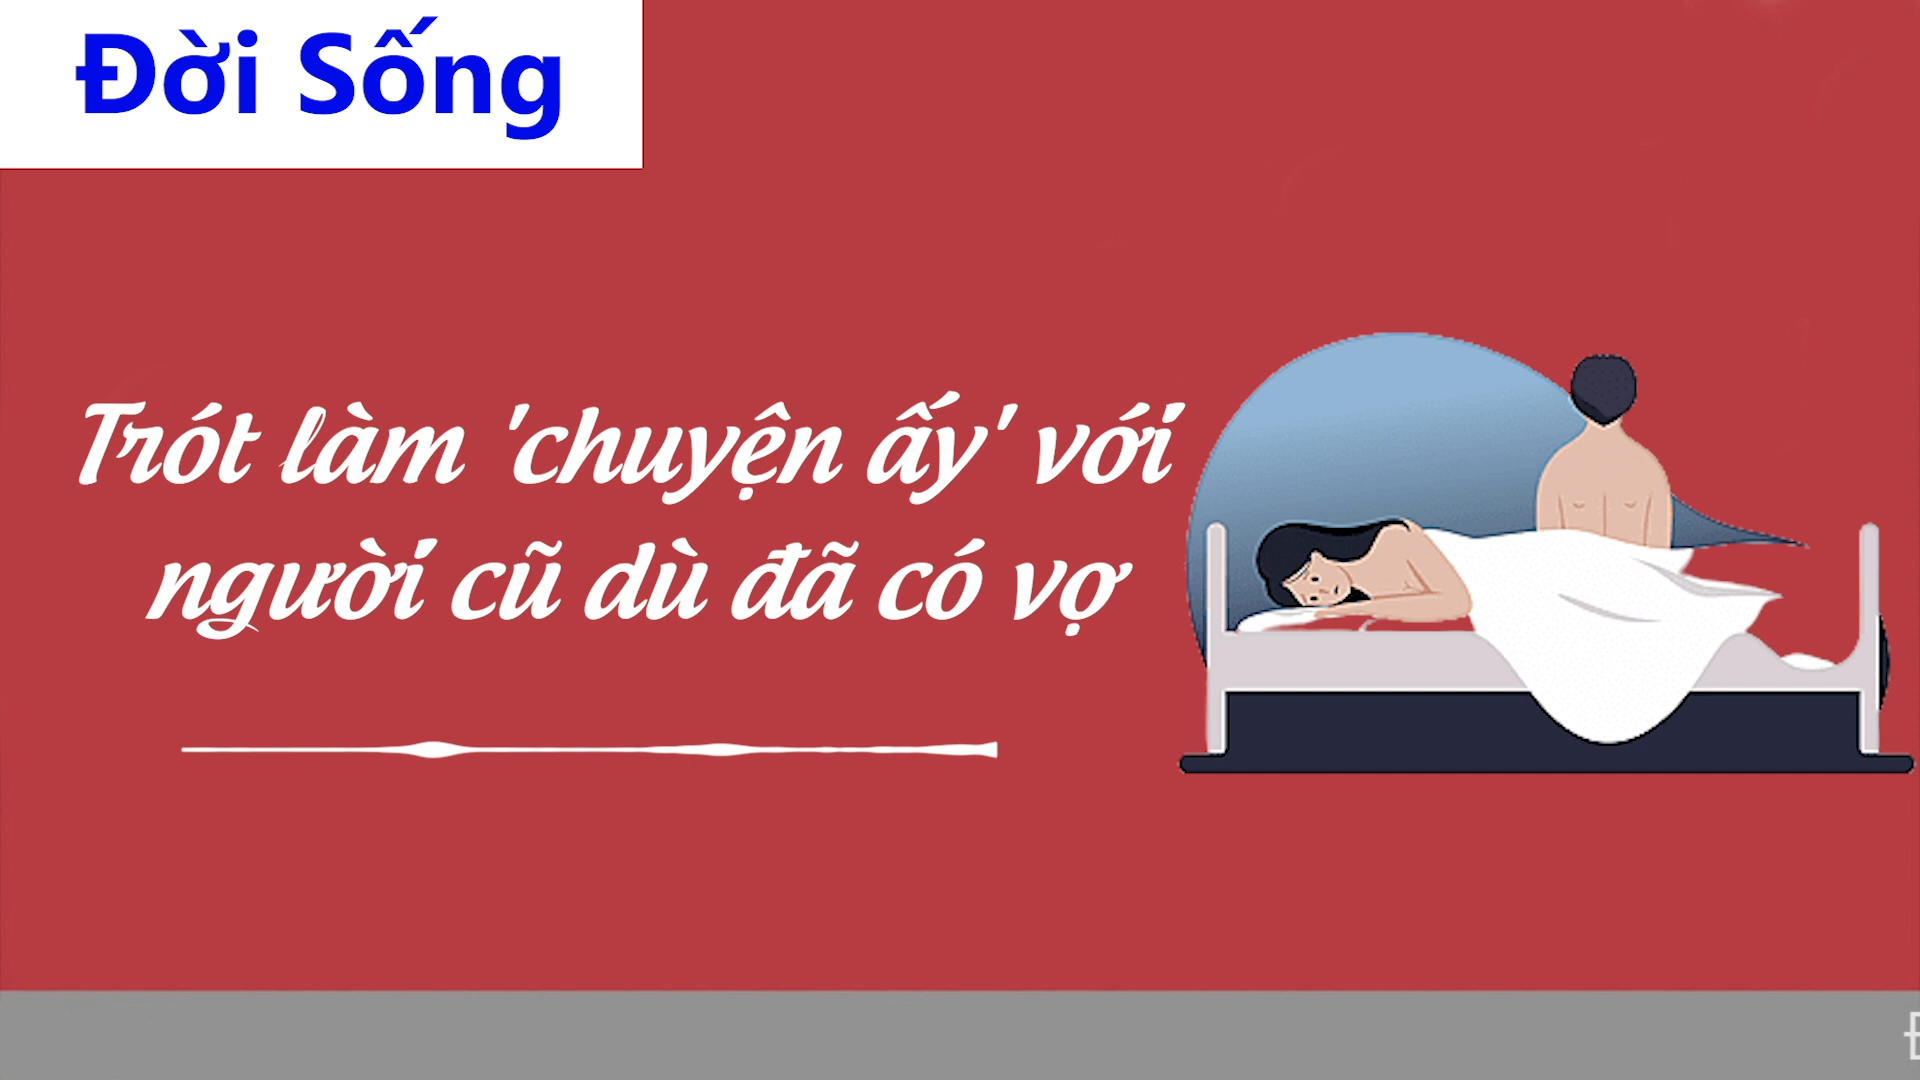 Đời Sống
Trót làm 'chuyện ấy' với
người cũ dù đã có vợ